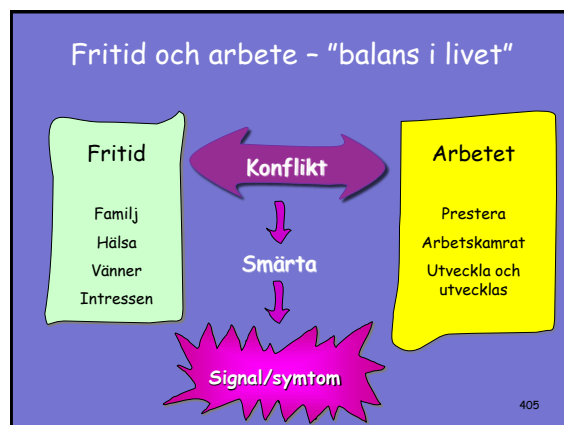 Fritid och arbete – ”balans i livet”
Fritid
Familj
Hälsa
Vänner
Intressen
Konflikt
Smärta
Signal/symtom
Arbetet
Prestera
Arbetskamrat
Utveckla och
utvecklas
405